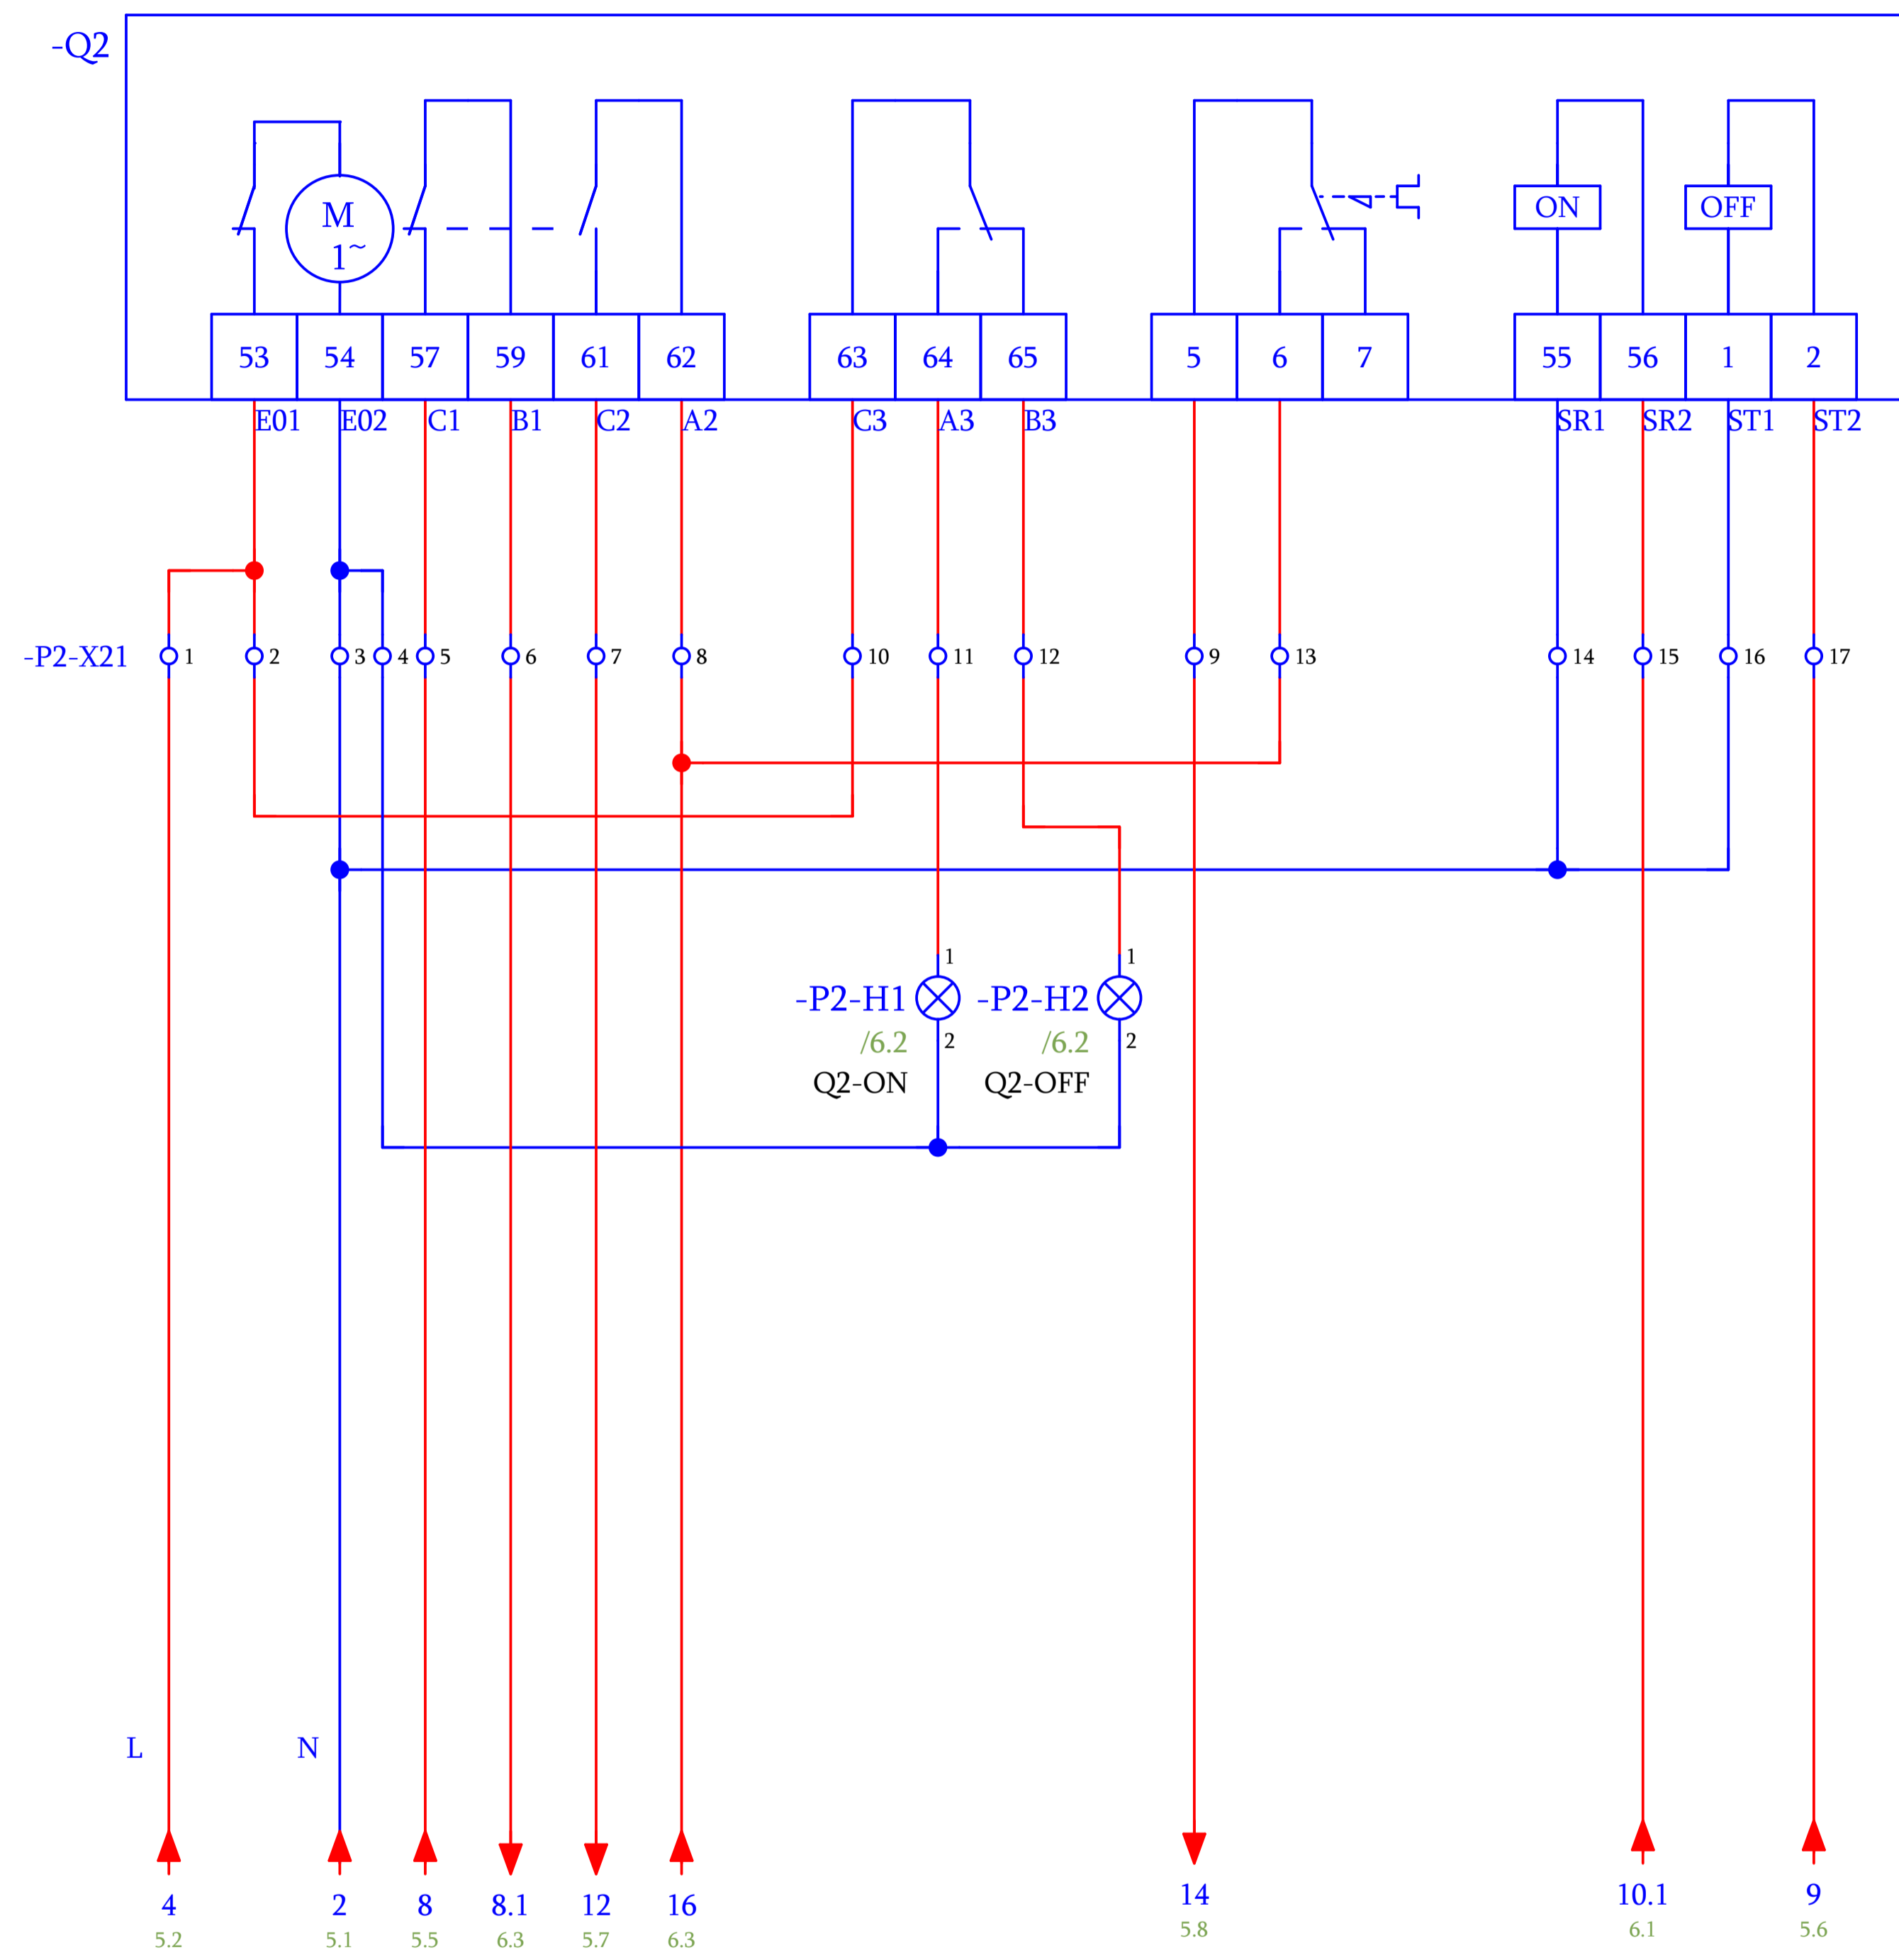 -Q2
M
1~
ON
OFF
53 54 57 59 61 62 63 64 65 5 6 7 55 56 1 2
E01 E02 C1 B1 C2 A2 C3 A3 B3 SR1 SR2 ST1 ST2
-P2-X21 1 2 3 4 5 6 7 8 10 11 12 9 13 14 15 16 17
1 1
-P2-H1 -P2-H2
/6.2 2 /6.2 2
Q2-ON Q2-OFF
L N
4 2 8 8.1 12 16 14 10.1 9
5.2 5.1 5.5 6.3 5.7 6.3 5.8 6.1 5.6